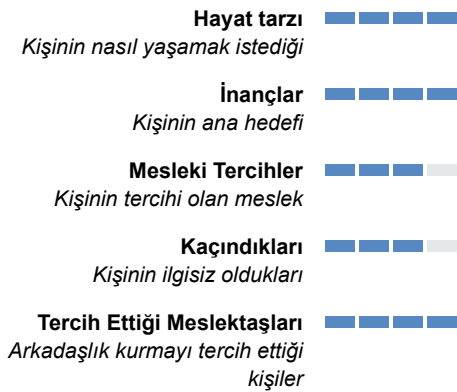 Hayat tarzı
Kişinin nasıl yaşamak istediği
İnançlar
Kişinin ana hedefi
Mesleki Tercihler
Kişinin tercihi olan meslek
Kaçındıkları
Kişinin ilgisiz oldukları
Tercih Ettiği Meslektaşları
Arkadaşlık kurmayı tercih ettiği
kişiler